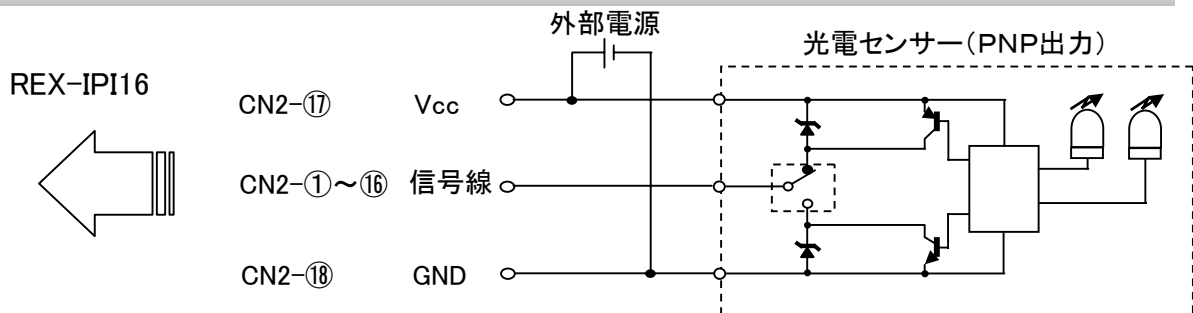 外部電源
光電センサー(PNP出力)
REX-IPI16
CN2-⑰ Vcc
CN2-①～⑯ 信号線
CN2-⑱ GND